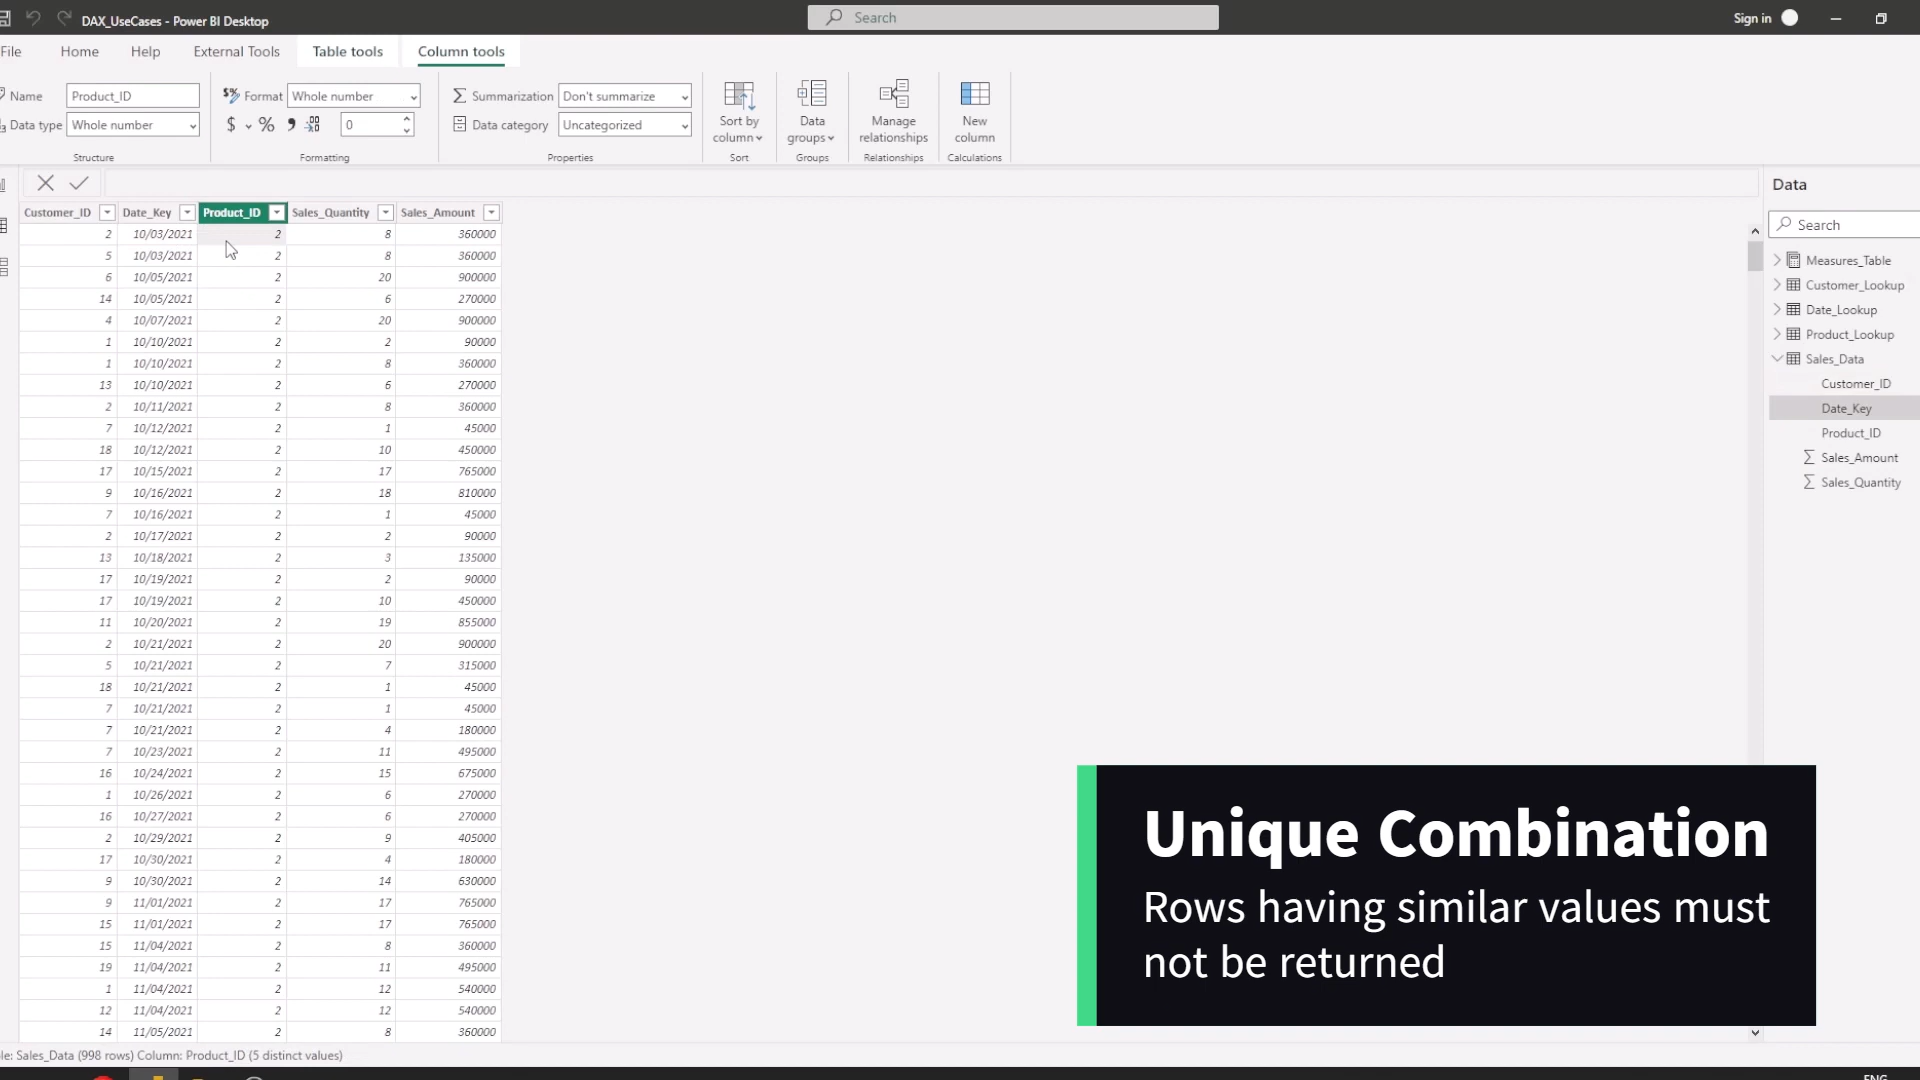 DAX_UseCases - Power BI Desktop
Search
Sign in
File
Home
Help
External Tools
Table tools
Column tools
Name
Product_ID
Data type
Whole number
Structure
$% Format
Whole number
$ % 9 .00
0
Formatting
Summarization
Don't summarize
Data category
Uncategorized
Properties
Sort by
column
Sort
Data
groups
Groups
Manage
relationships
Relationships
New
column
Calculations
Customer_ID Date_Key Product_ID Sales_Quantity Sales_Amount
2 10/03/2021 2 8 360000
5 10/03/2021 2 8 360000
6 10/05/2021 2 20 900000
14 10/05/2021 2 6 270000
4 10/07/2021 2 20 900000
1 10/10/2021 2 2 90000
1 10/10/2021 2 8 360000
13 10/10/2021 2 6 270000
2 10/11/2021 2 8 360000
7 10/12/2021 2 1 45000
18 10/12/2021 2 10 450000
17 10/15/2021 2 17 765000
9 10/16/2021 2 18 810000
7 10/16/2021 2 1 45000
2 10/17/2021 2 2 90000
13 10/18/2021 2 3 135000
17 10/19/2021 2 2 90000
17 10/19/2021 2 10 450000
11 10/20/2021 2 19 855000
2 10/21/2021 2 20 900000
5 10/21/2021 2 7 315000
18 10/21/2021 2 1 45000
7 10/21/2021 2 1 45000
7 10/21/2021 2 4 180000
7 10/23/2021 2 11 495000
16 10/24/2021 2 15 675000
1 10/26/2021 2 6 270000
16 10/27/2021 2 6 270000
2 10/29/2021 2 9 405000
17 10/30/2021 2 4 180000
9 10/30/2021 2 14 630000
9 11/01/2021 2 17 765000
15 11/01/2021 2 17 765000
15 11/04/2021 2 8 360000
19 11/04/2021 2 11 495000
1 11/04/2021 2 12 540000
12 11/04/2021 2 12 540000
14 11/05/2021 2 8 360000
Data
Search
Measures_Table
Customer_Lookup
Date_Lookup
Product_Lookup
Sales_Data
Customer_ID
Date_Key
Product_ID
Sales_Amount
Sales_Quantity
Unique Combination
Rows having similar values must
not be returned
le: Sales_Data (998 rows) Column: Product_ID (5 distinct values)
ENG